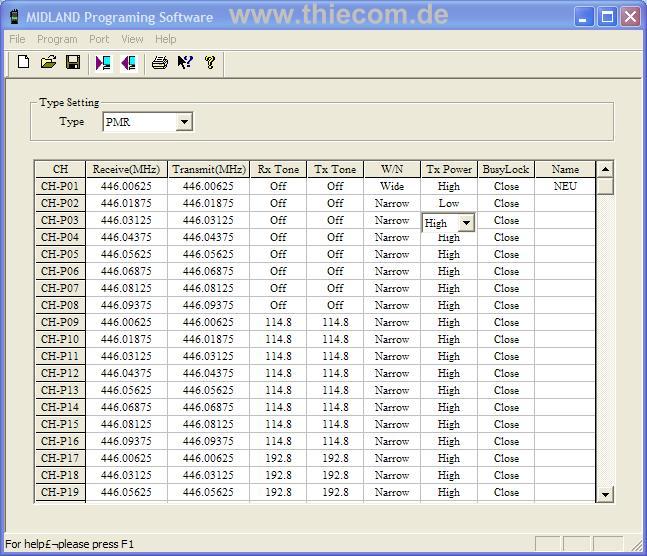 MIDLAND Programing Software www.thiecom.de
File Program Port View Help
Type Setting
Type PMR
CH Receive(MHz) Transmit(MHz) Rx Tone Tx Tone W/N Tx Power BusyLock Name
CH-P01 446.00625 446.00625 Off Off Wide High Close NEU
CH-P02 446.01875 446.01875 Off Off Narrow Low Close
CH-P03 446.03125 446.03125 Off Off Narrow High Close
CH-P04 446.04375 446.04375 Off Off Narrow High Close
CH-P05 446.05625 446.05625 Off Off Narrow High Close
CH-P06 446.06875 446.06875 Off Off Narrow High Close
CH-P07 446.08125 446.08125 Off Off Narrow High Close
CH-P08 446.09375 446.09375 Off Off Narrow High Close
CH-P09 446.00625 446.00625 114.8 114.8 Narrow High Close
CH-P10 446.01875 446.01875 114.8 114.8 Narrow High Close
CH-P11 446.03125 446.03125 114.8 114.8 Narrow High Close
CH-P12 446.04375 446.04375 114.8 114.8 Narrow High Close
CH-P13 446.05625 446.05625 114.8 114.8 Narrow High Close
CH-P14 446.06875 446.06875 114.8 114.8 Narrow High Close
CH-P15 446.08125 446.08125 114.8 114.8 Narrow High Close
CH-P16 446.09375 446.09375 114.8 114.8 Narrow High Close
CH-P17 446.00625 446.00625 192.8 192.8 Narrow High Close
CH-P18 446.03125 446.03125 192.8 192.8 Narrow High Close
CH-P19 446.05625 446.05625 192.8 192.8 Narrow High Close
For help£¬please press F1